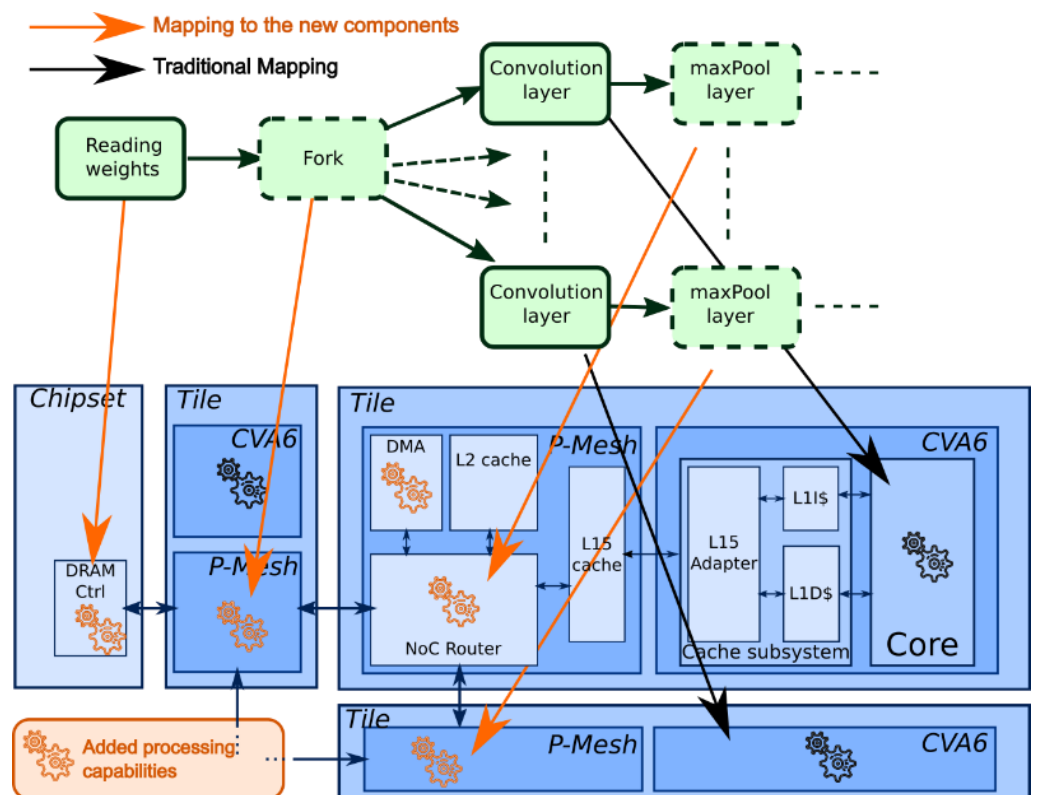 Mapping to the new components
Traditional Mapping
Reading
weights
Fork
Convolution
layer
maxPool
layer
Convolution
layer
maxPool
layer
Chipset
DRAM
Ctrl
Tile
CVA6
P-Mesh
Tile
P-Mesh
DMA
L2 cache
L15
cache
NoC Router
CVA6
L15
Adapter
L1I$
L1D$
Cache subsystem
Core
Added processing
capabilities
Tile
P-Mesh
CVA6